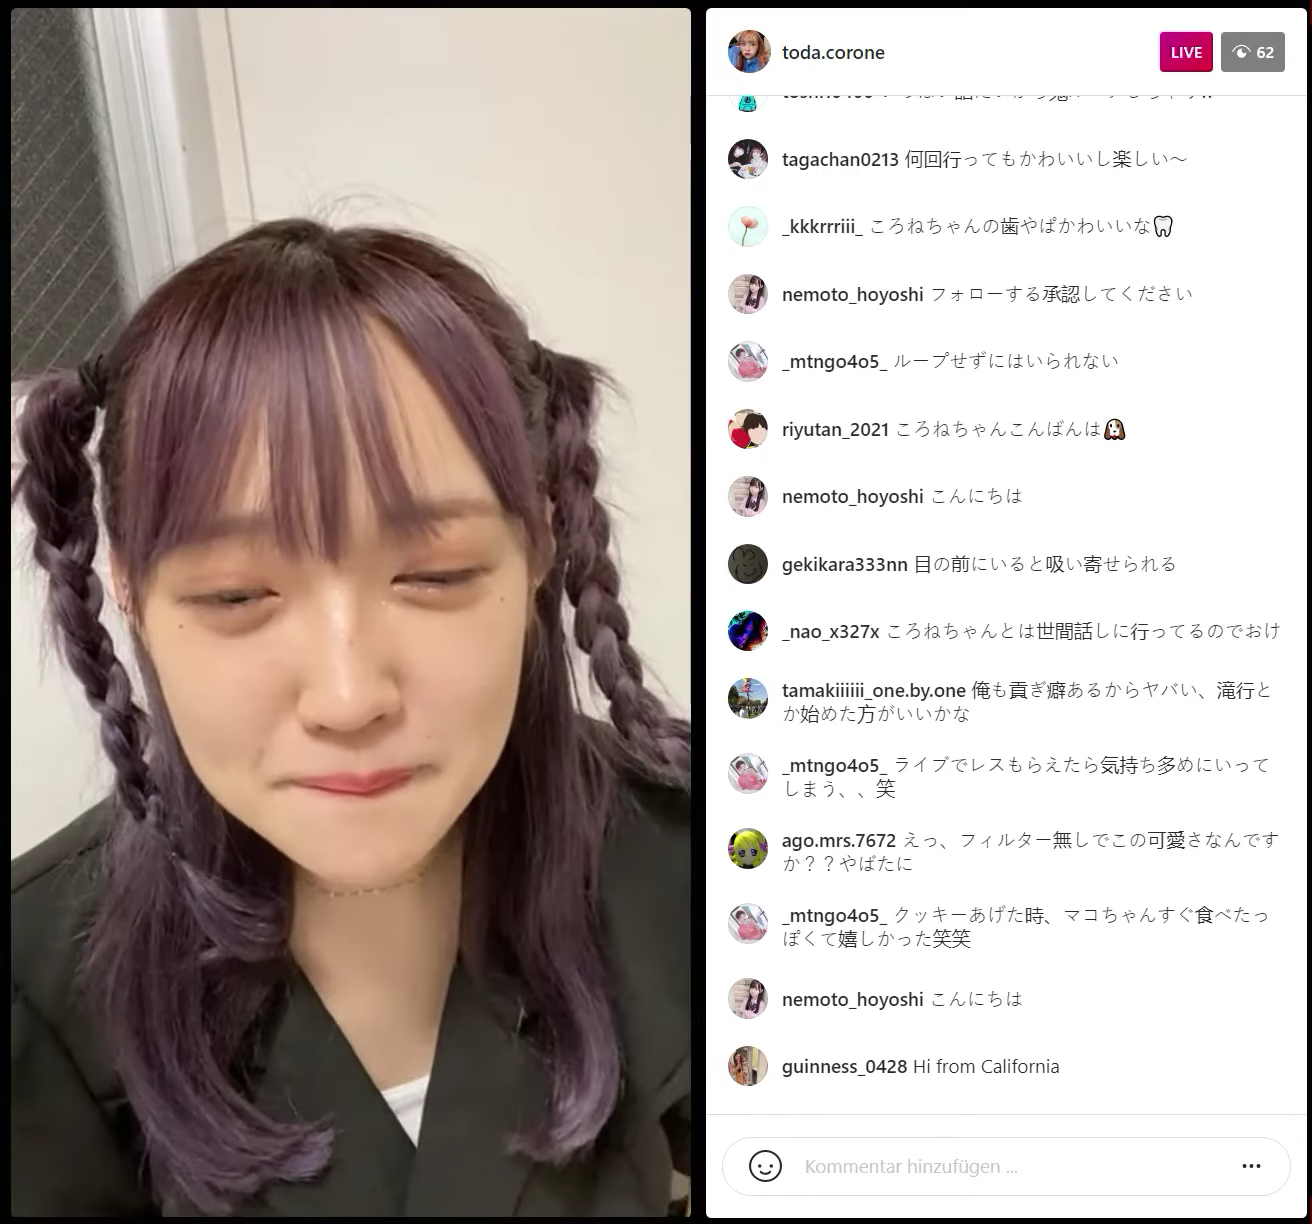 toda.corone
LIVE
62
tagachan0213 何回行ってもかわいいし楽しい〜
_kkkrrriii_ ころねちゃんの歯やぱかわいいな🦷
nemoto_hoyoshi フォローする承認してください
_mtngo4o5_ ループせずにはいられない
riyutan_2021 ころねちゃんこんばんは🐶
nemoto_hoyoshi こんにちは
gekikara333nn 目の前にいると吸い寄せられる
_nao_x327x ころねちゃんとは世間話しに行ってるのでおけ
tamakiiiiii_one.by.one 俺も貢ぎ癖あるからヤバい、滝行と
か始めた方がいいかな
_mtngo4o5_ ライブでレスもらえたら気持ち多めにいって
しまう、、笑
ago.mrs.7672 えっ、フィルター無しでこの可愛さなんです
か？？やばたに
_mtngo4o5_ クッキーあげた時、マコちゃんすぐ食べたっ
ぽくて嬉しかった笑笑
nemoto_hoyoshi こんにちは
guinness_0428 Hi from California
Kommentar hinzufügen ...